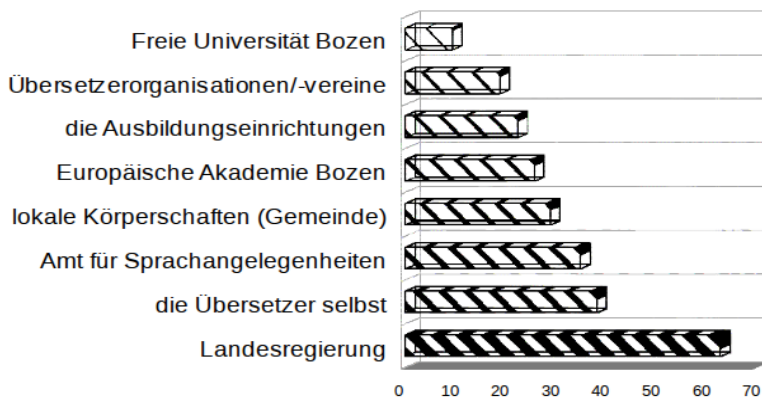 Freie Universität Bozen
Übersetzerorganisationen/-vereine
die Ausbildungseinrichtungen
Europäische Akademie Bozen
lokale Körperschaften (Gemeinde)
Amt für Sprachangelegenheiten
die Übersetzer selbst
Landesregierung
0 10 20 30 40 50 60 70